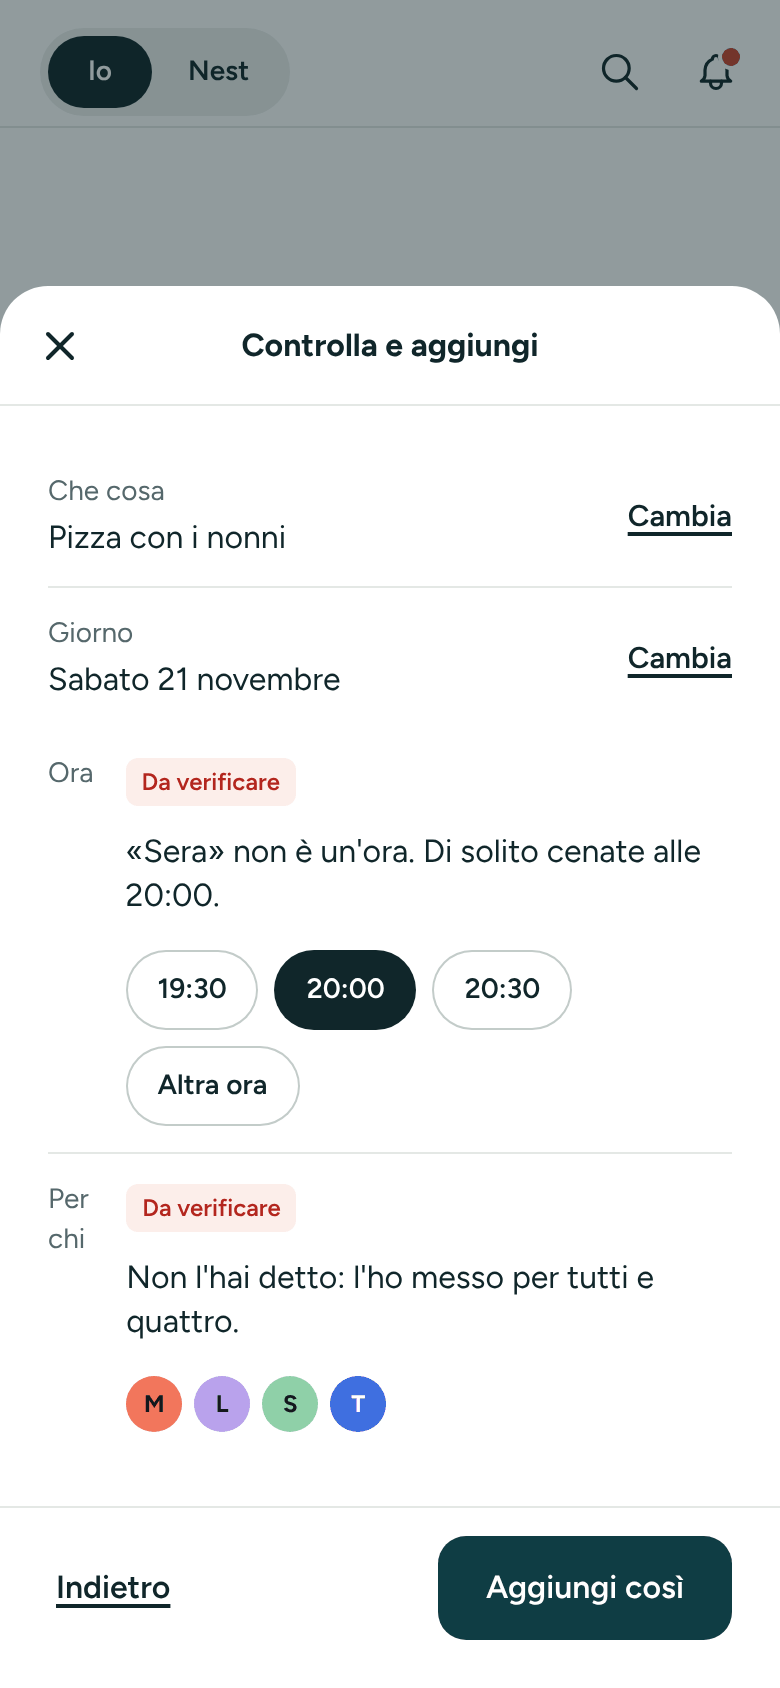 Io
Nest
Controlla e aggiungi
Che cosa
Pizza con i nonni
Cambia
Giorno
Sabato 21 novembre
Cambia
Ora
Da verificare
«Sera» non è un'ora. Di solito cenate alle
20:00.
19:30
20:00
20:30
Altra ora
Per
chi
Da verificare
Non l'hai detto: l'ho messo per tutti e
quattro.
M
L
S
T
Indietro
Aggiungi così